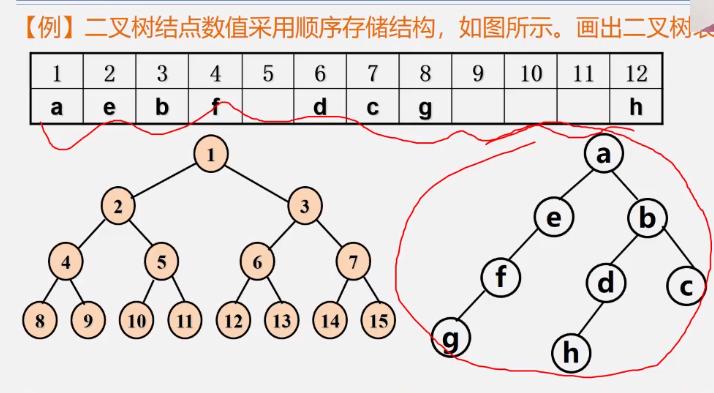 【例】二叉树结点数值采用顺序存储结构，如图所示。画出二叉树表
1 2 3 4 5 6 7 8 9 10 11 12
a e b f d c g h
1 a
2 3 e b
4 5 6 7 f d c
8 9 10 11 12 13 14 15 g h